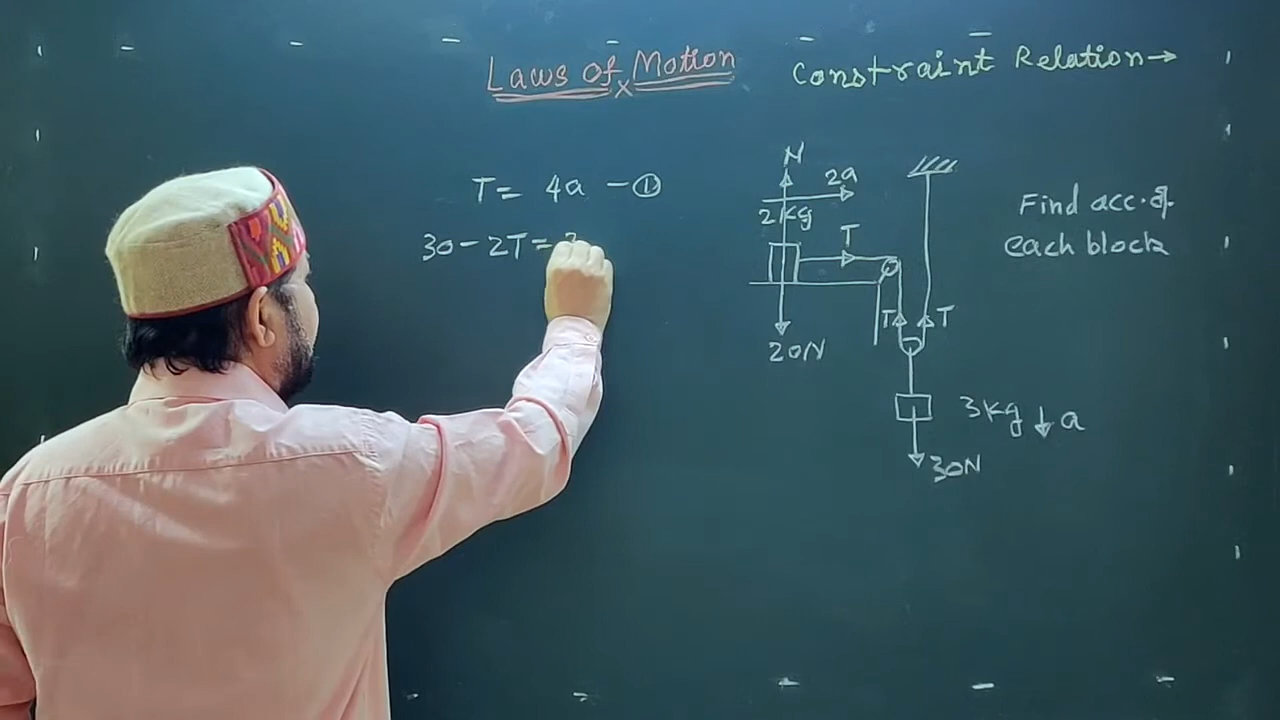 Laws Of Motion
Constraint Relation→
T = 4a - ①
30 - 2T =
N
2a
2kg
T
20N
T
T
3kg ↓ a
30N
Find acc. of
each block